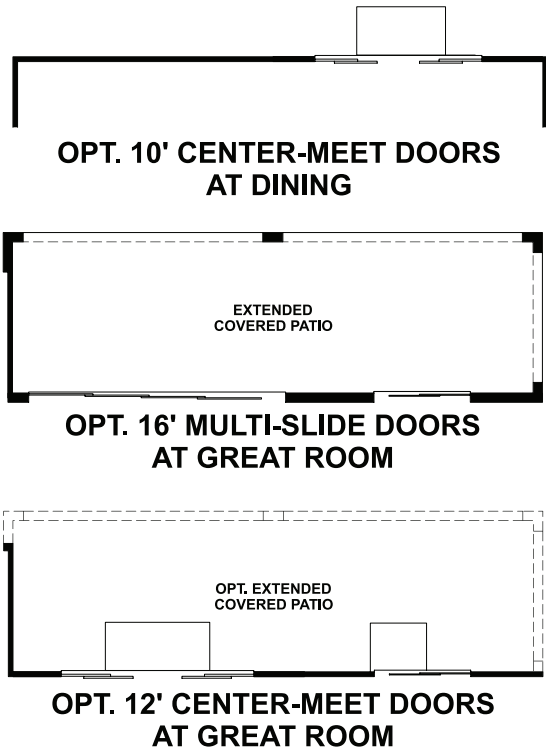 OPT. 10' CENTER-MEET DOORS
AT DINING
EXTENDED
COVERED PATIO
OPT. 16' MULTI-SLIDE DOORS
AT GREAT ROOM
OPT. EXTENDED
COVERED PATIO
OPT. 12' CENTER-MEET DOORS
AT GREAT ROOM